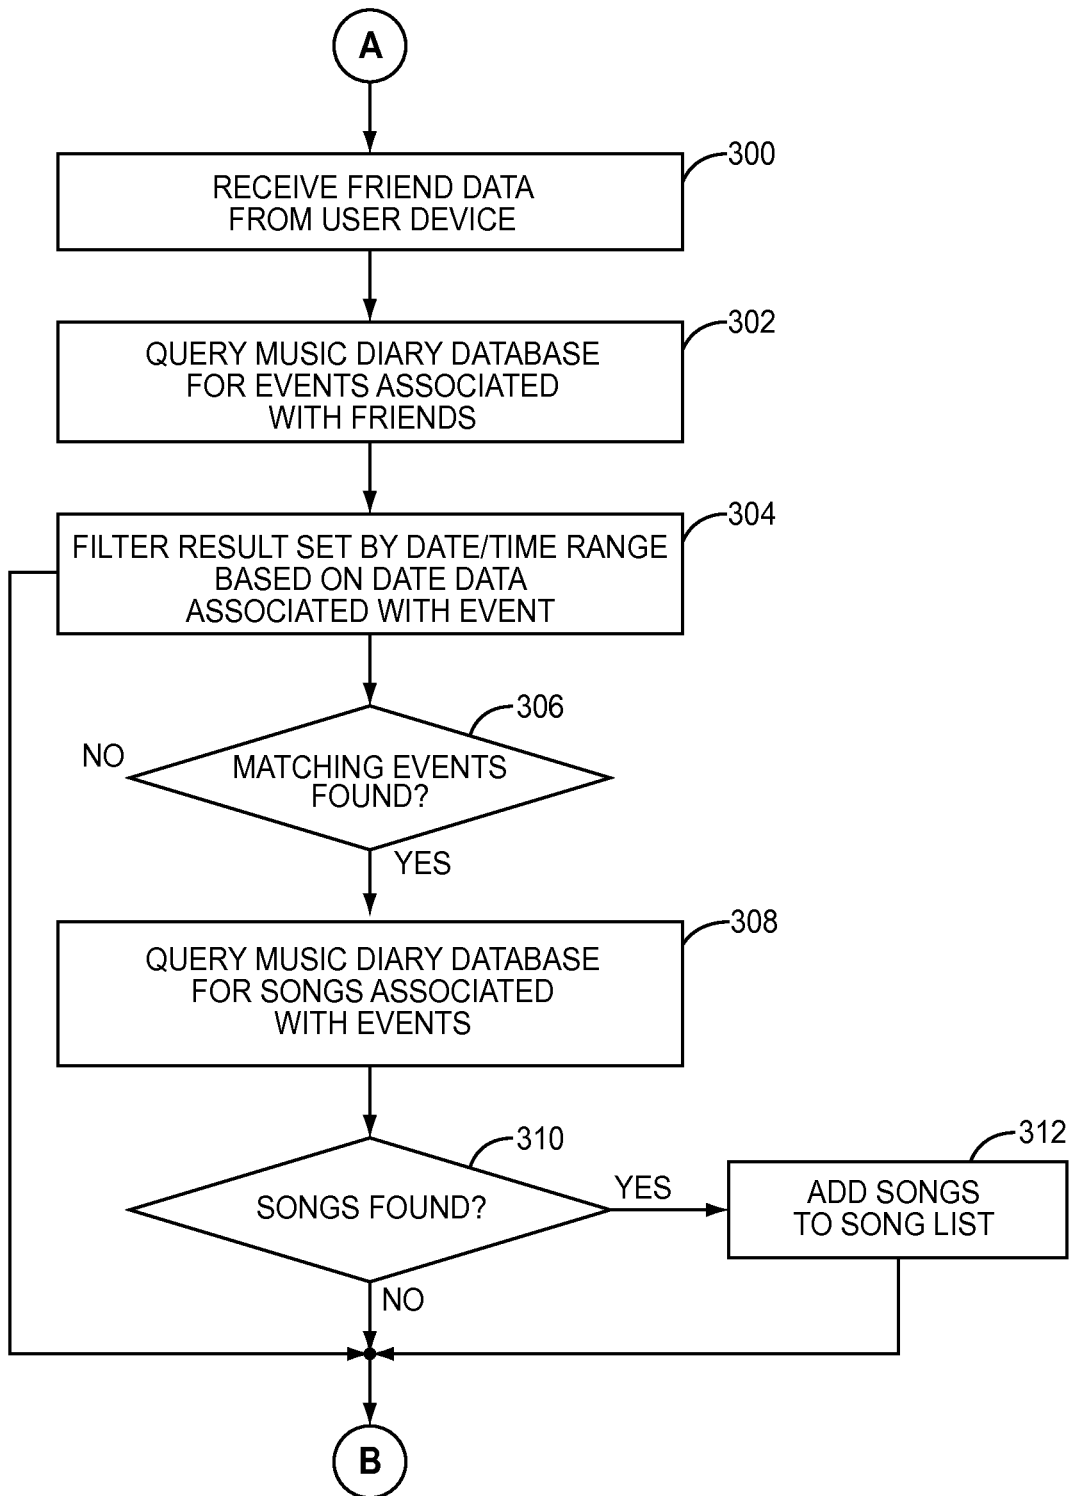 A
300
RECEIVE FRIEND DATA
FROM USER DEVICE
302
QUERY MUSIC DIARY DATABASE
FOR EVENTS ASSOCIATED
WITH FRIENDS
304
FILTER RESULT SET BY DATE/TIME RANGE
BASED ON DATE DATA
ASSOCIATED WITH EVENT
306
NO
MATCHING EVENTS
FOUND?
YES
308
QUERY MUSIC DIARY DATABASE
FOR SONGS ASSOCIATED
WITH EVENTS
310
SONGS FOUND?
YES
312
ADD SONGS
TO SONG LIST
NO
B